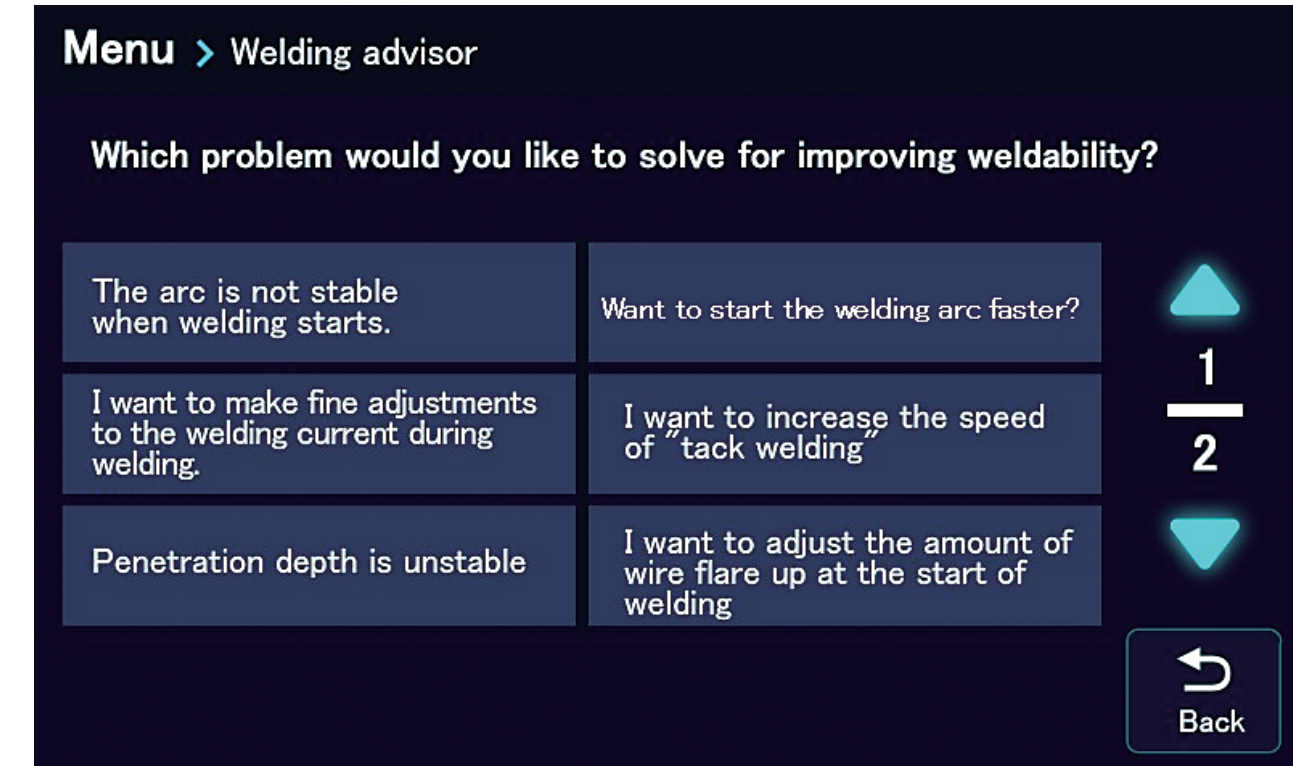 Menu > Welding advisor
Which problem would you like to solve for improving weldability?
The arc is not stable
when welding starts.
Want to start the welding arc faster?
I want to make fine adjustments
to the welding current during
welding.
I want to increase the speed
of "tack welding"
Penetration depth is unstable
I want to adjust the amount of
wire flare up at the start of
welding
1
2
Back